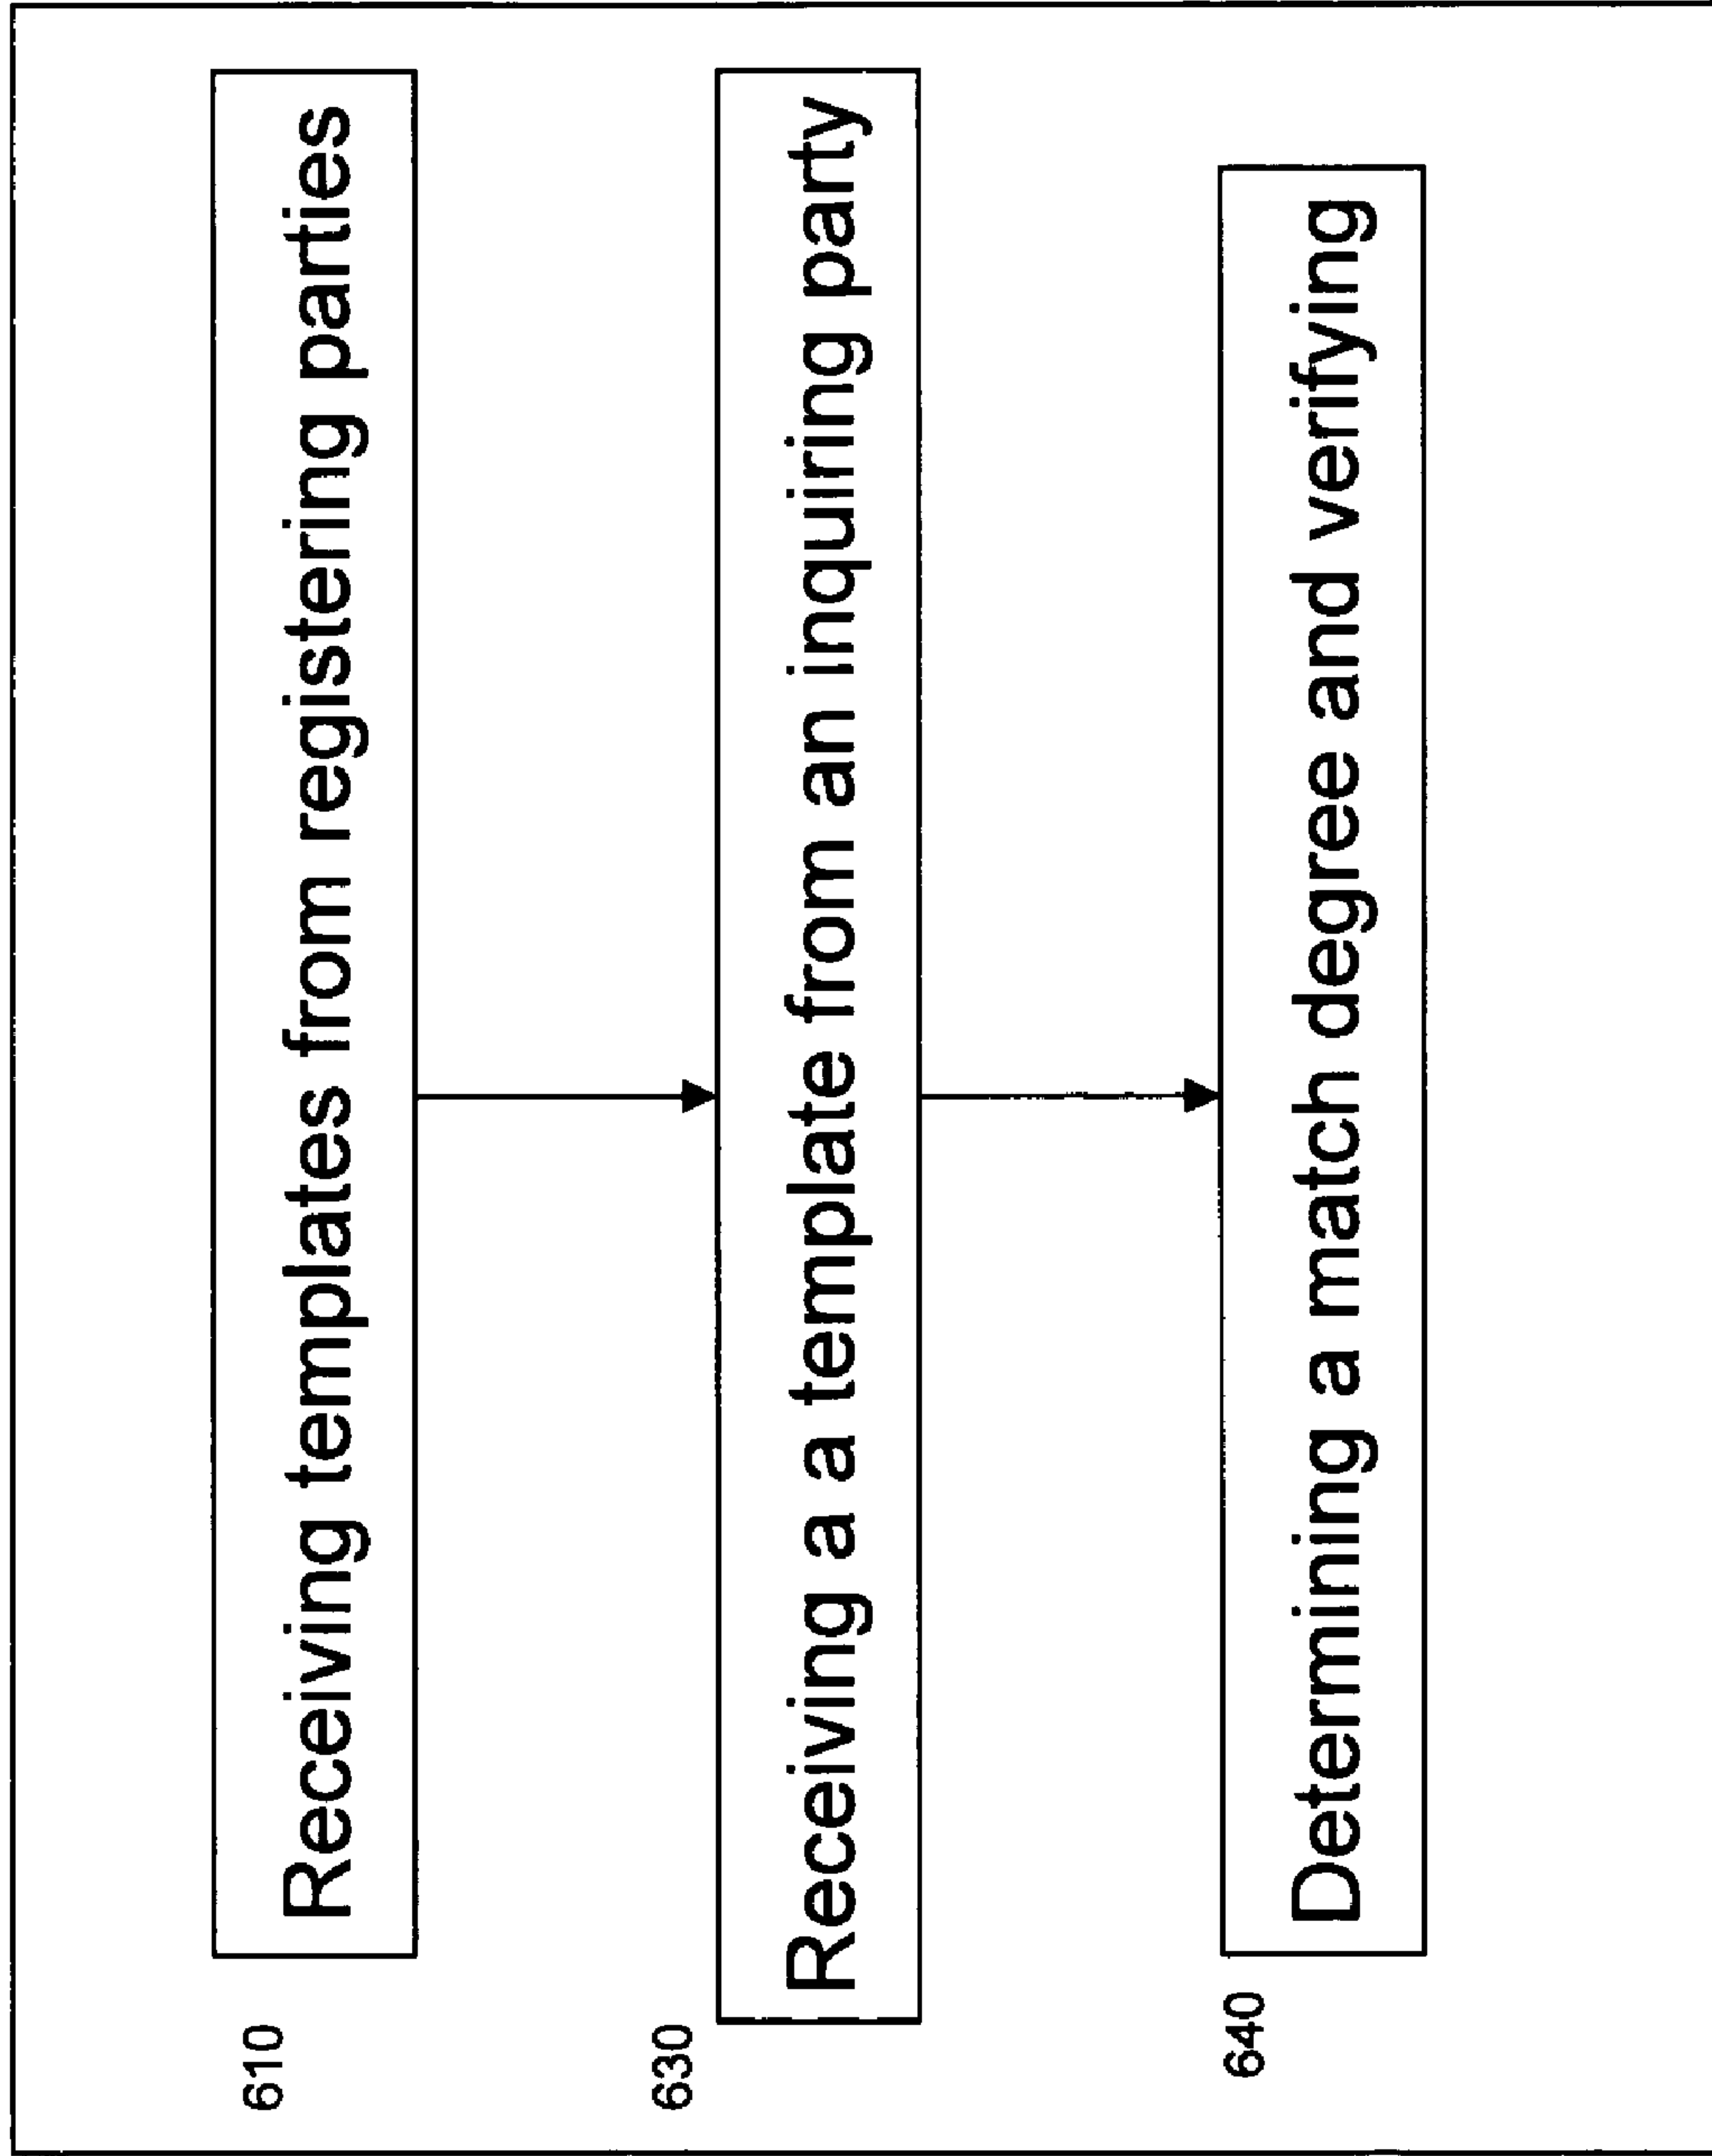 610
Receiving templates from registering parties
630
Receiving a a template from an inquiring party
640
Determining a match degree and verifying